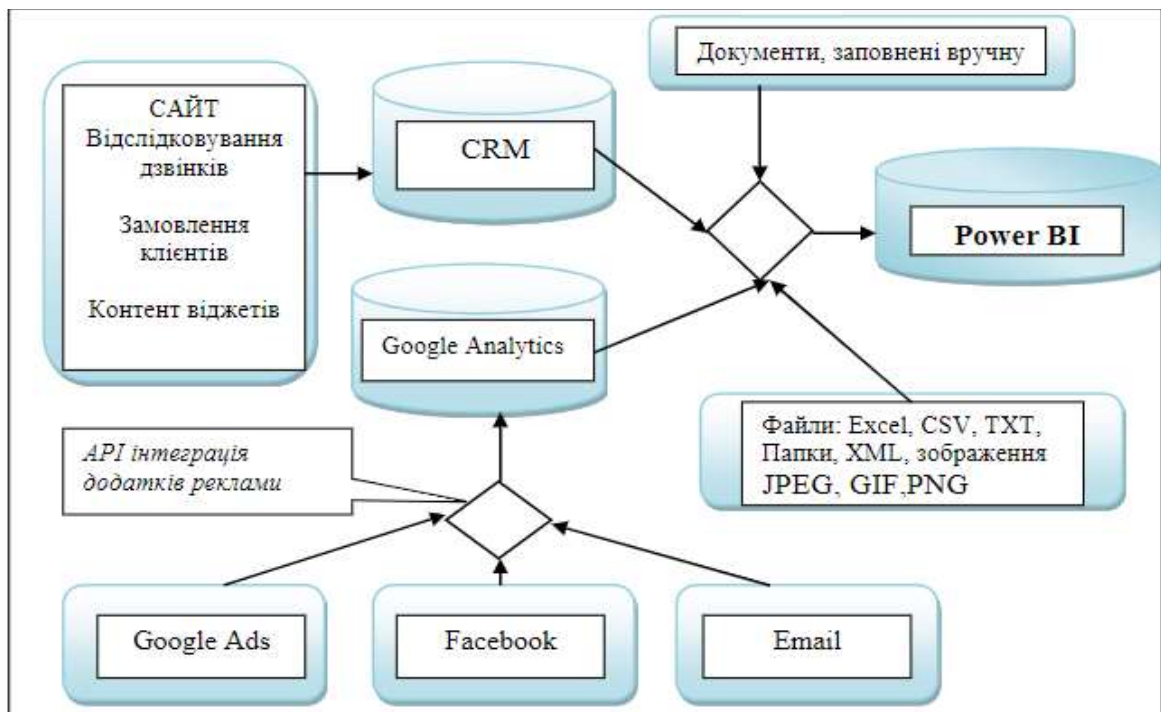 Документи, заповнені вручну
САЙТ
Відслідковування
дзвінків
Замовлення
клієнтів
Контент віджетів
CRM
Power BI
Google Analytics
API інтеграція
додатків реклами
Файли: Excel, CSV, TXT,
Папки, XML, зображення
JPEG, GIF,PNG
Google Ads
Facebook
Email